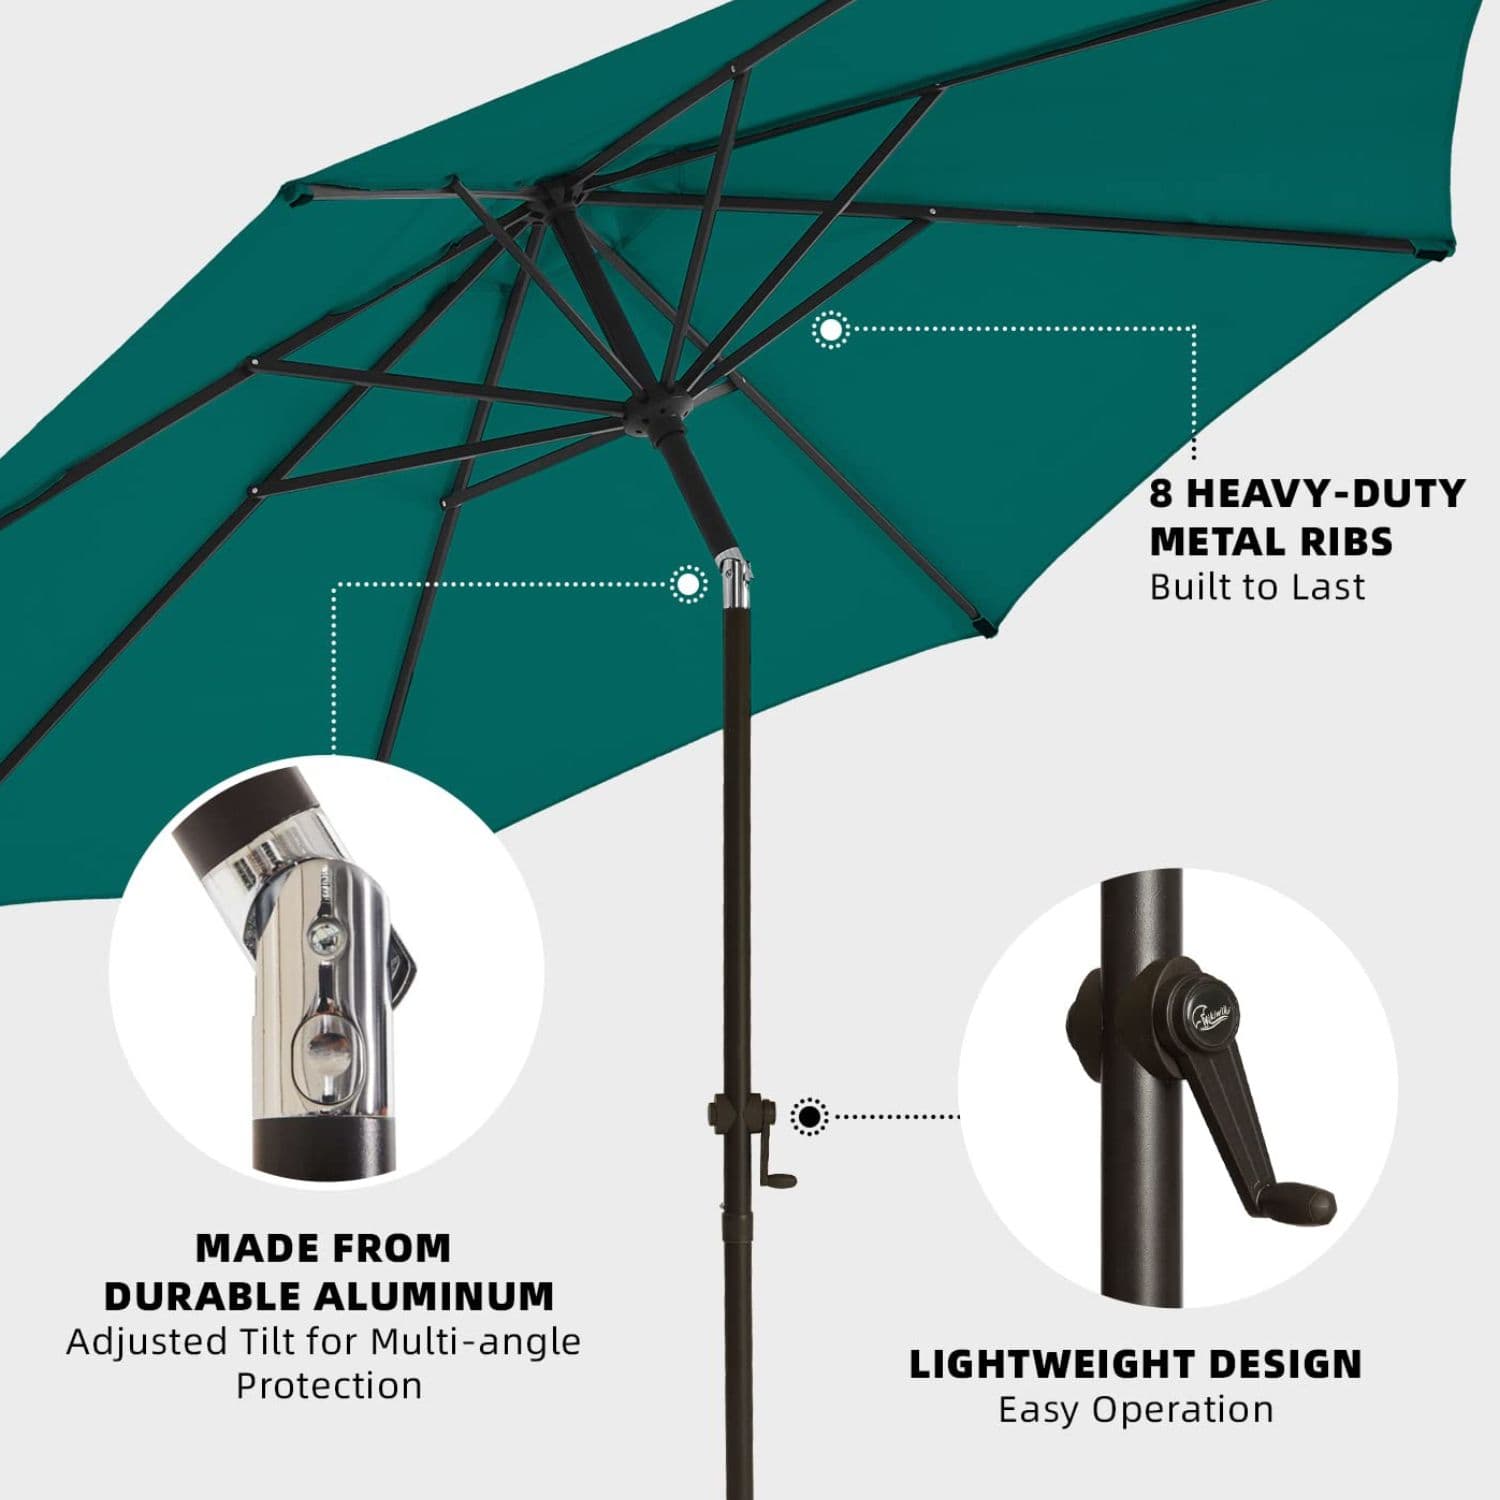 8 HEAVY-DUTY
METAL RIBS
Built to Last
MADE FROM
DURABLE ALUMINUM
Adjusted Tilt for Multi-angle
Protection
LIGHTWEIGHT DESIGN
Easy Operation